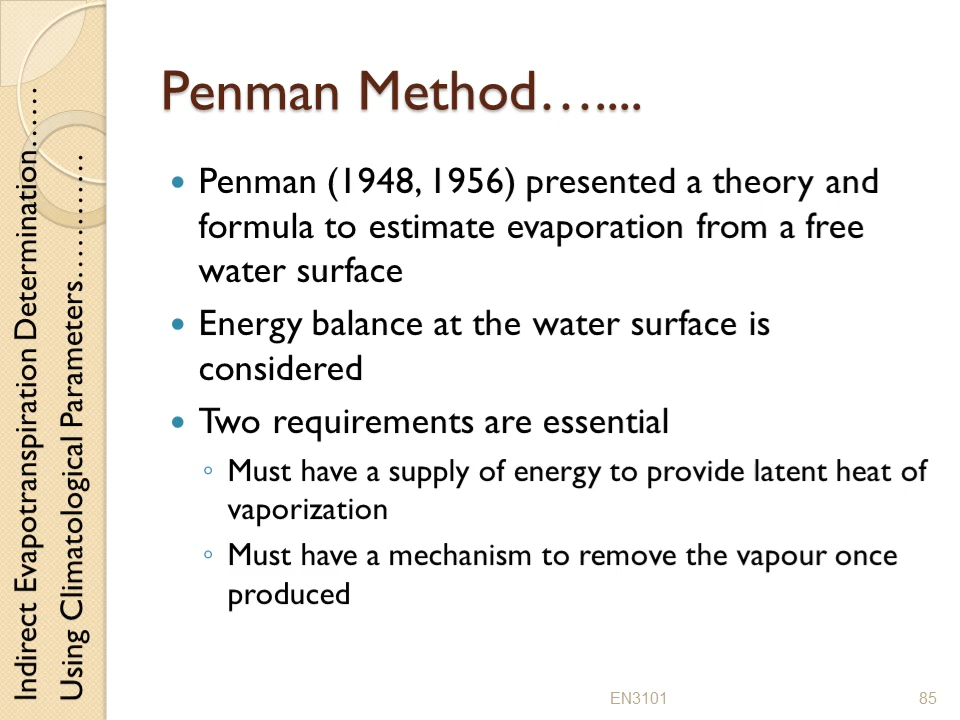 Indirect Evapotranspiration Determination……
Using Climatological Parameters…………
Penman Method…....
• Penman (1948, 1956) presented a theory and
formula to estimate evaporation from a free
water surface
• Energy balance at the water surface is
considered
• Two requirements are essential
◦ Must have a supply of energy to provide latent heat of
vaporization
◦ Must have a mechanism to remove the vapour once
produced
EN3101 85